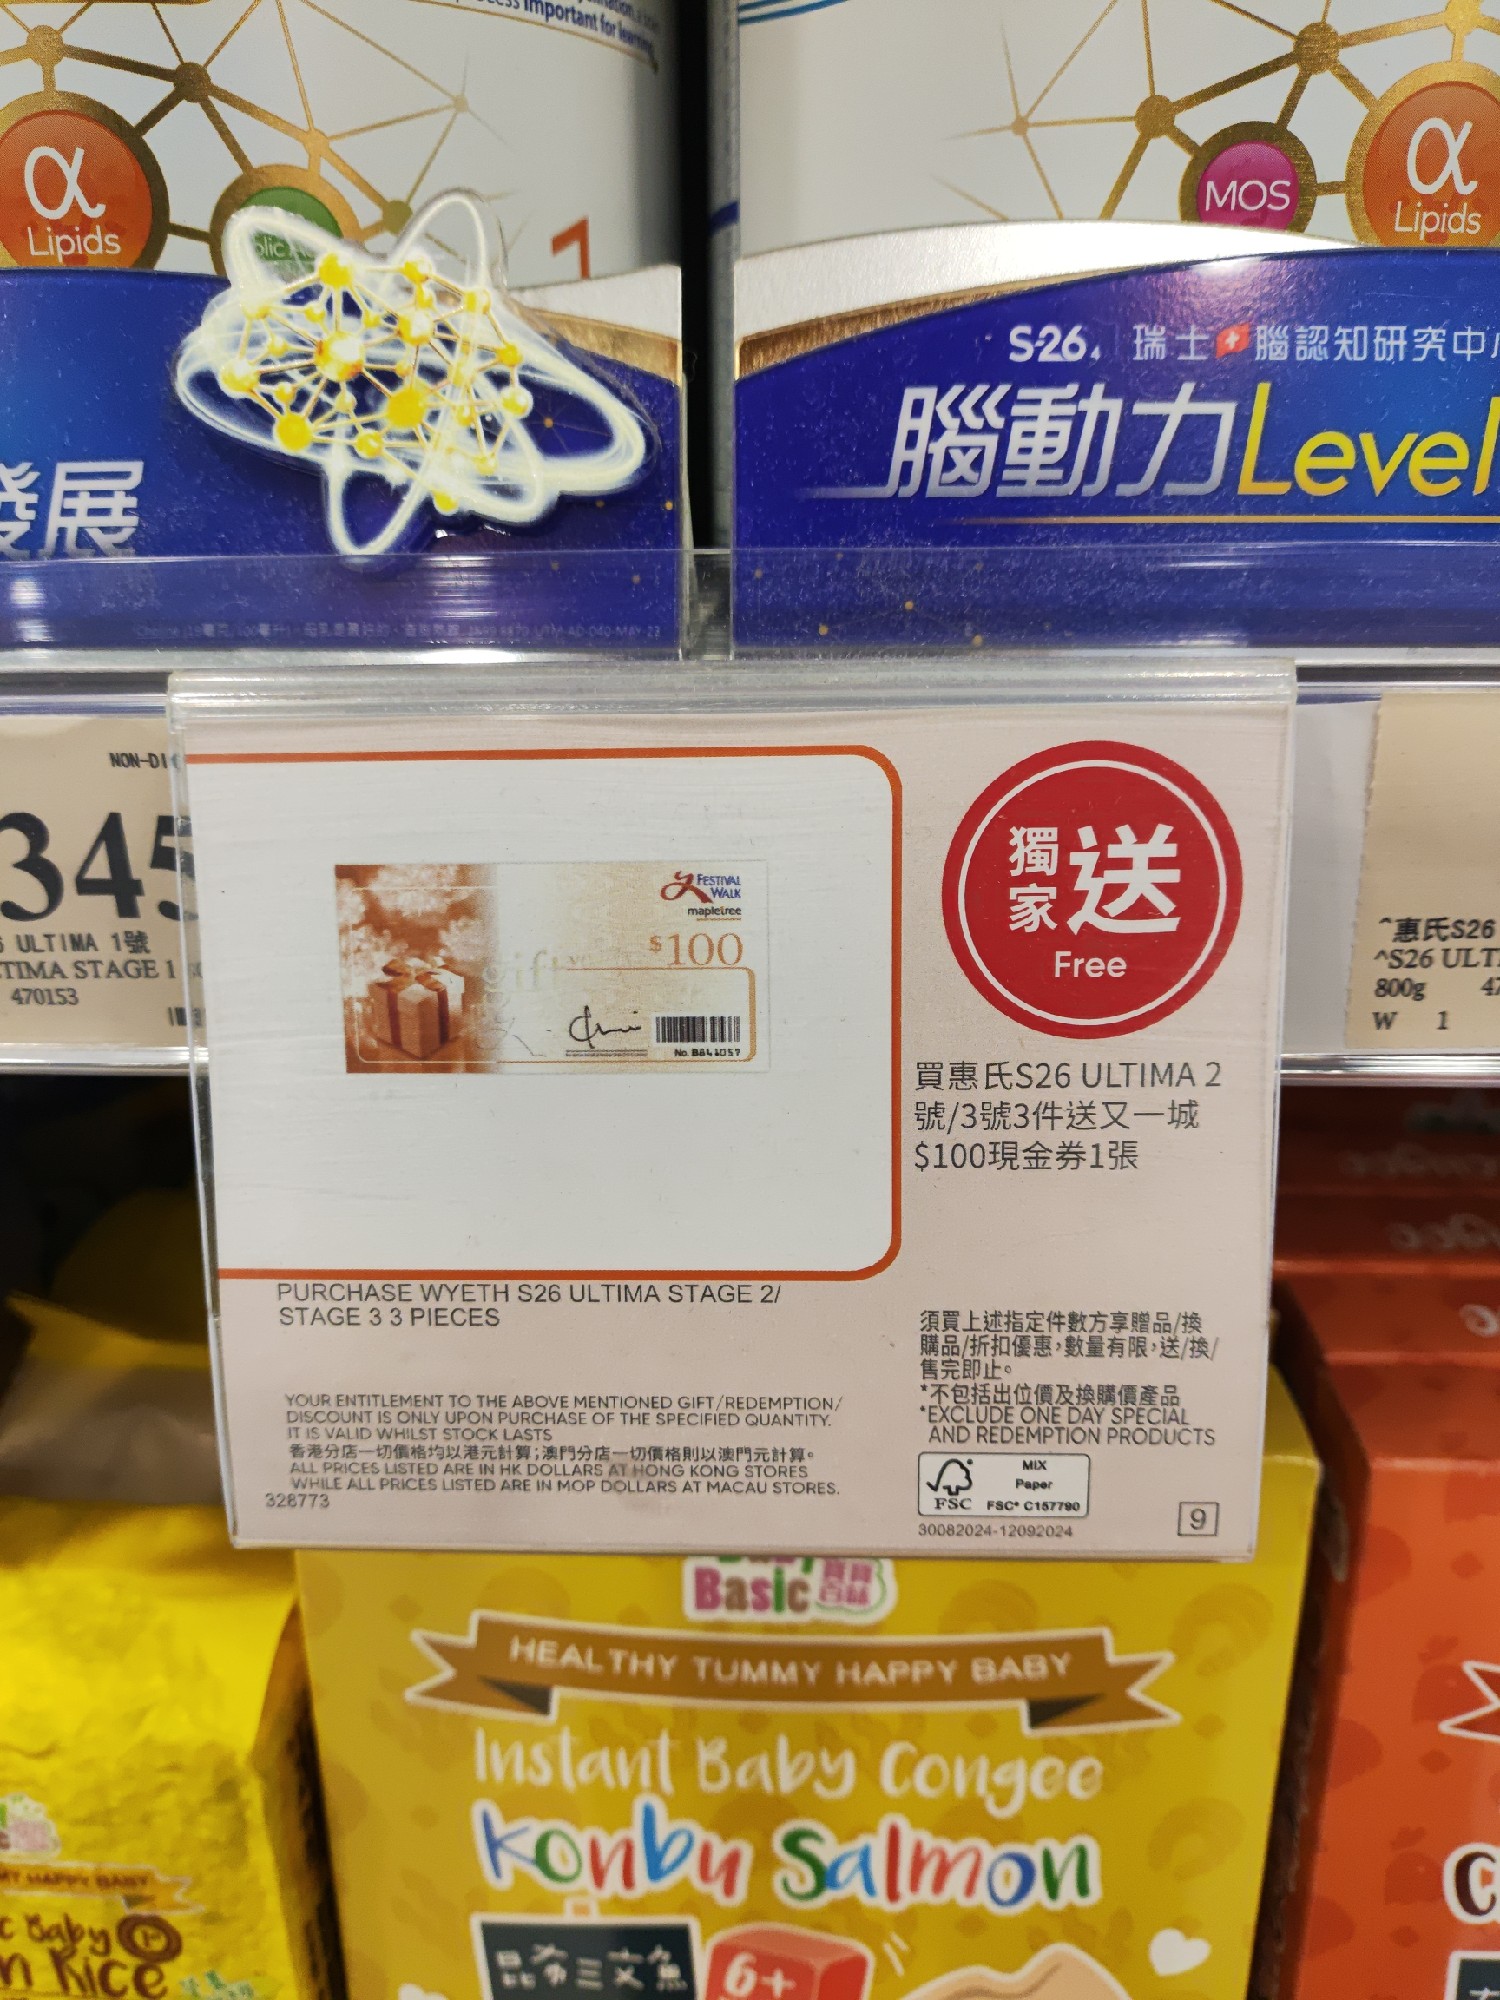 Important for learning
α
Lipids
1
MOS
α
Lipids
S-26
瑞士
腦認知研究中
腦動力Level
發展
NON-DI
345
ULTIMA 1號
TIMA STAGE 1
470153
FESTIVAL
WALK
mapletree
$100
gift
No. B841057
獨家送
Free
買惠氏S26 ULTIMA 2
號/3號3件送又一城
$100現金券1張
^惠氏S26
^S26 ULT
800g
W 1
PURCHASE WYETH S26 ULTIMA STAGE 2/
STAGE 3 3 PIECES
須買上述指定件數方享贈品/換
購品/折扣優惠，數量有限，送/換/
售完即止。
*不包括出位價及換購價產品
*EXCLUDE ONE DAY SPECIAL
AND REDEMPTION PRODUCTS
YOUR ENTITLEMENT TO THE ABOVE MENTIONED GIFT/REDEMPTION/
DISCOUNT IS ONLY UPON PURCHASE OF THE SPECIFIED QUANTITY.
IT IS VALID WHILST STOCK LASTS
香港分店一切價格均以港元計算；澳門分店一切價格則以澳門元計算。
ALL PRICES LISTED ARE IN HK DOLLARS AT HONG KONG STORES
WHILE ALL PRICES LISTED ARE IN MOP DOLLARS AT MACAU STORES.
328773
FSC
MIX
Paper
FSC® C157790
30082024-12092024
9
Basic
HEALTHY TUMMY HAPPY BABY
Instant Baby Congee
Konbu Salmon
6+
Baby
Rice